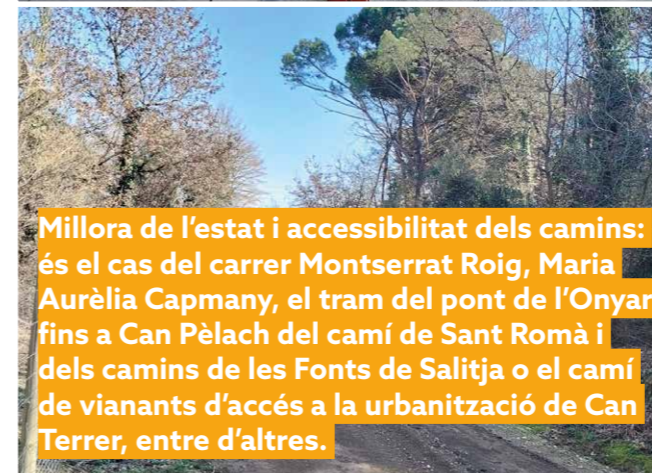 Millora de l’estat i accessibilitat dels camins:
és el cas del carrer Montserrat Roig, Maria
Aurèlia Capmany, el tram del pont de l’Onyar
fins a Can Pèlach del camí de Sant Romà i
dels camins de les Fonts de Salitja o el camí
de vianants d’accés a la urbanització de Can
Terrer, entre d’altres.